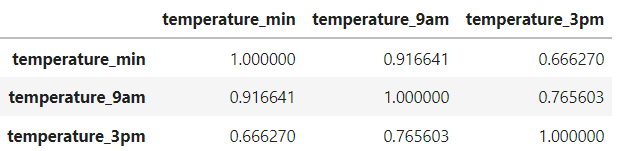 temperature_min temperature_9am temperature_3pm
temperature_min 1.000000 0.916641 0.666270
temperature_9am 0.916641 1.000000 0.765603
temperature_3pm 0.666270 0.765603 1.000000